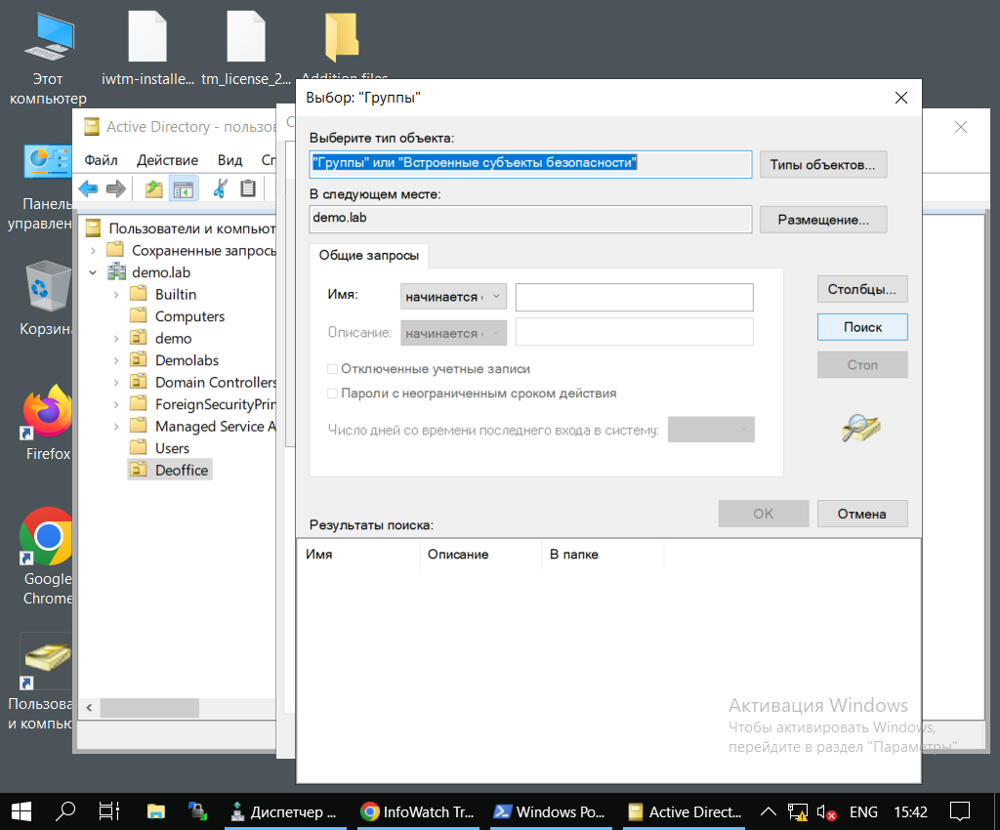 Этот
компьютер
iwtm-installe...
tm_license_2...
Addition files
Панель
управлен
Корзина
Firefox
Google
Chrome
Пользова
и компью
Active Directory - пользо
Файл Действие Вид Сп
Пользователи и компьют
Сохраненные запросы
demo.lab
Builtin
Computers
demo
Demolabs
Domain Controllers
ForeignSecurityPrin
Managed Service A
Users
Deoffice
Выбор: "Группы"
Выберите тип объекта:
"Группы" или "Встроенные субъекты безопасности"
Типы объектов...
В следующем месте:
demo.lab
Размещение...
Общие запросы
Имя: начинается
Описание: начинается
Отключенные учетные записи
Пароли с неограниченным сроком действия
Число дней со времени последнего входа в систему:
Столбцы...
Поиск
Стоп
OK
Отмена
Результаты поиска:
Имя Описание В папке
Активация Windows
Чтобы активировать Windows,
перейдите в раздел "Параметры"
Диспетчер ... InfoWatch Tr... Windows Po... Active Direct... ENG 15:42